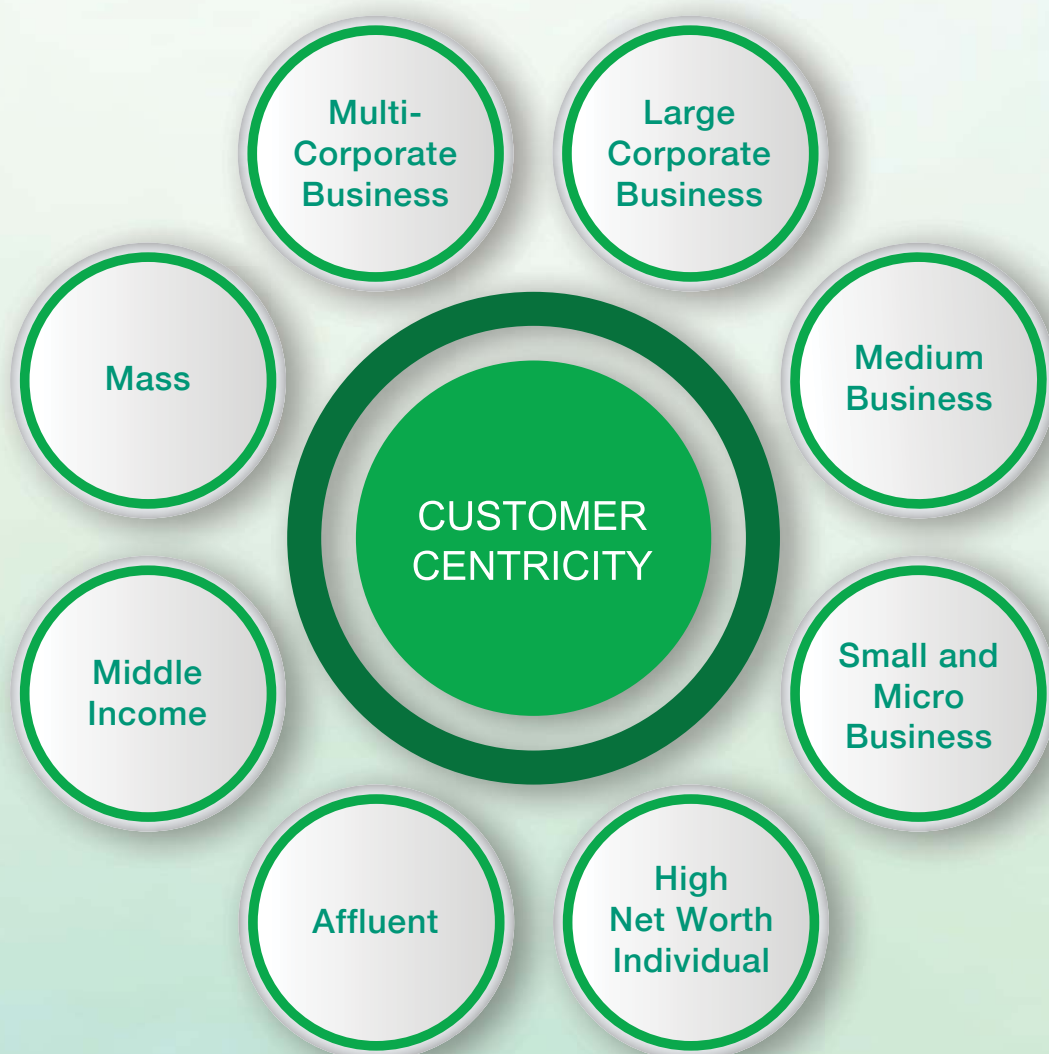 Multi-
Corporate
Business
Large
Corporate
Business
Mass
Medium
Business
CUSTOMER
CENTRICITY
Middle
Income
Small and
Micro
Business
Affluent
High
Net Worth
Individual